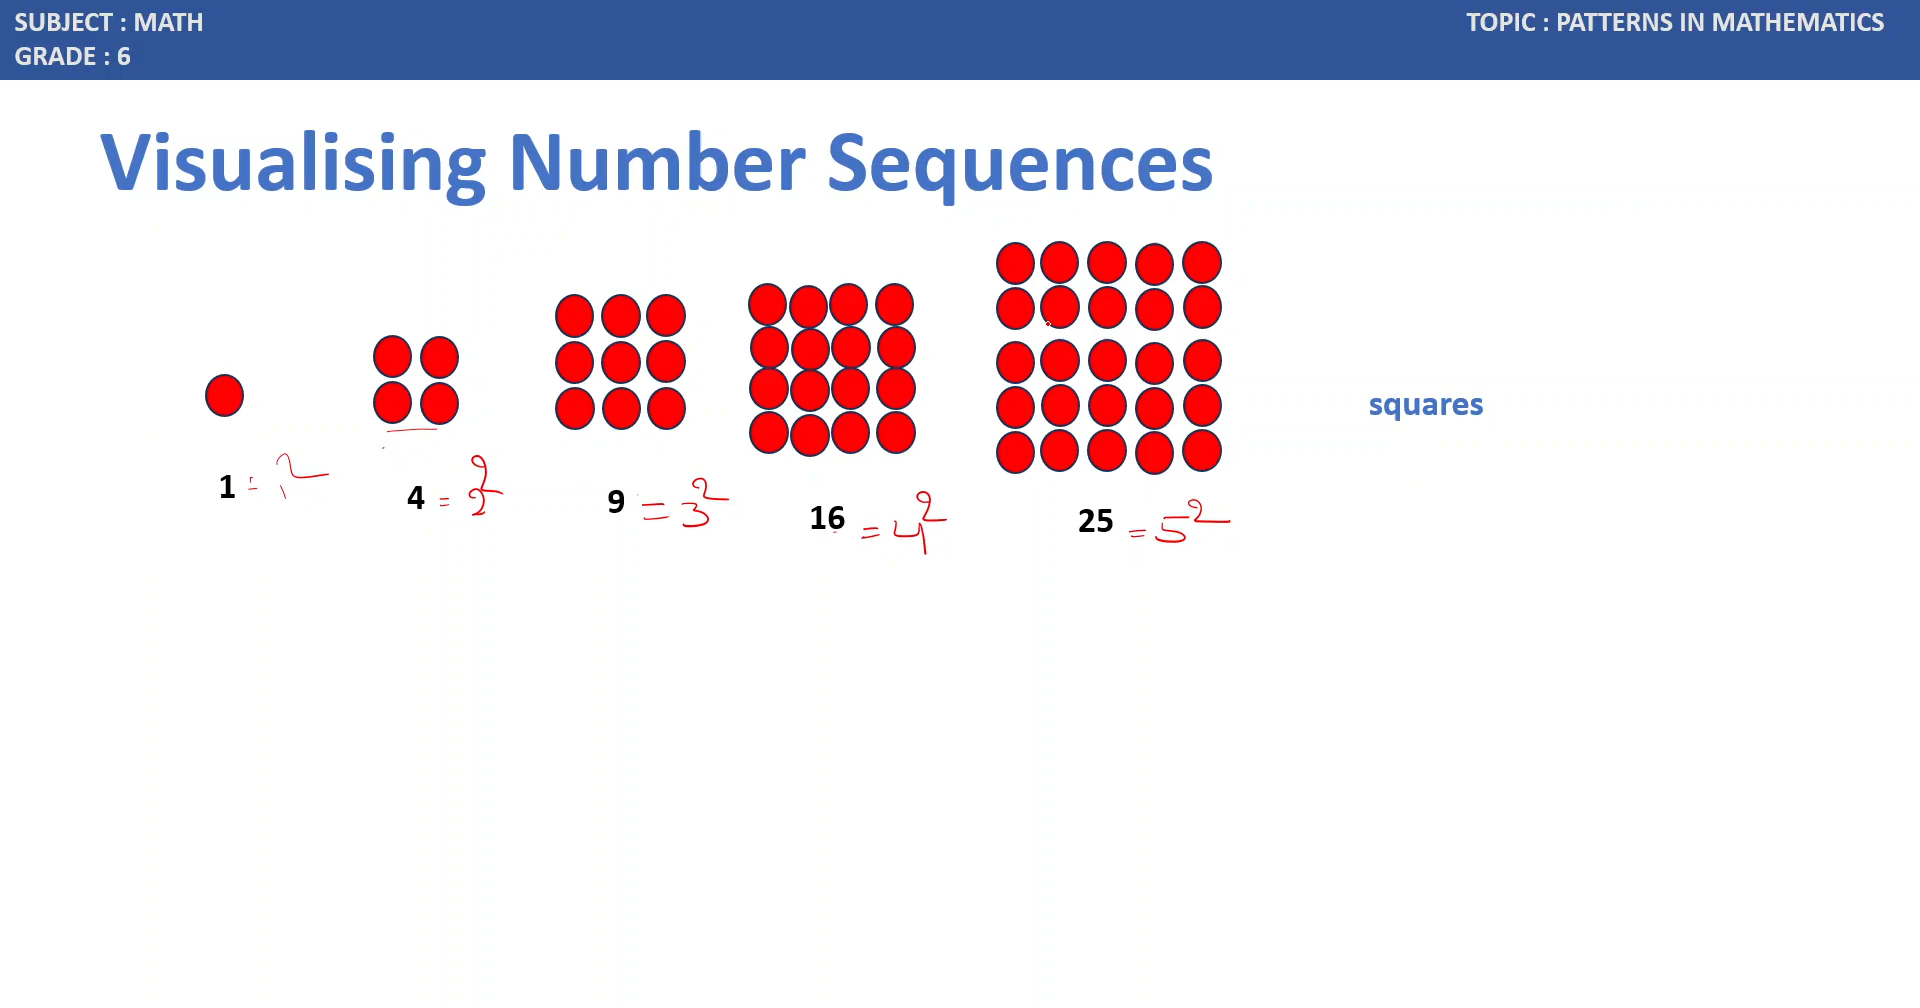 SUBJECT : MATH
GRADE : 6
TOPIC : PATTERNS IN MATHEMATICS
Visualising Number Sequences
squares
1 =
4 = 2²
9 = 3²
16 = 4²
25 = 5²